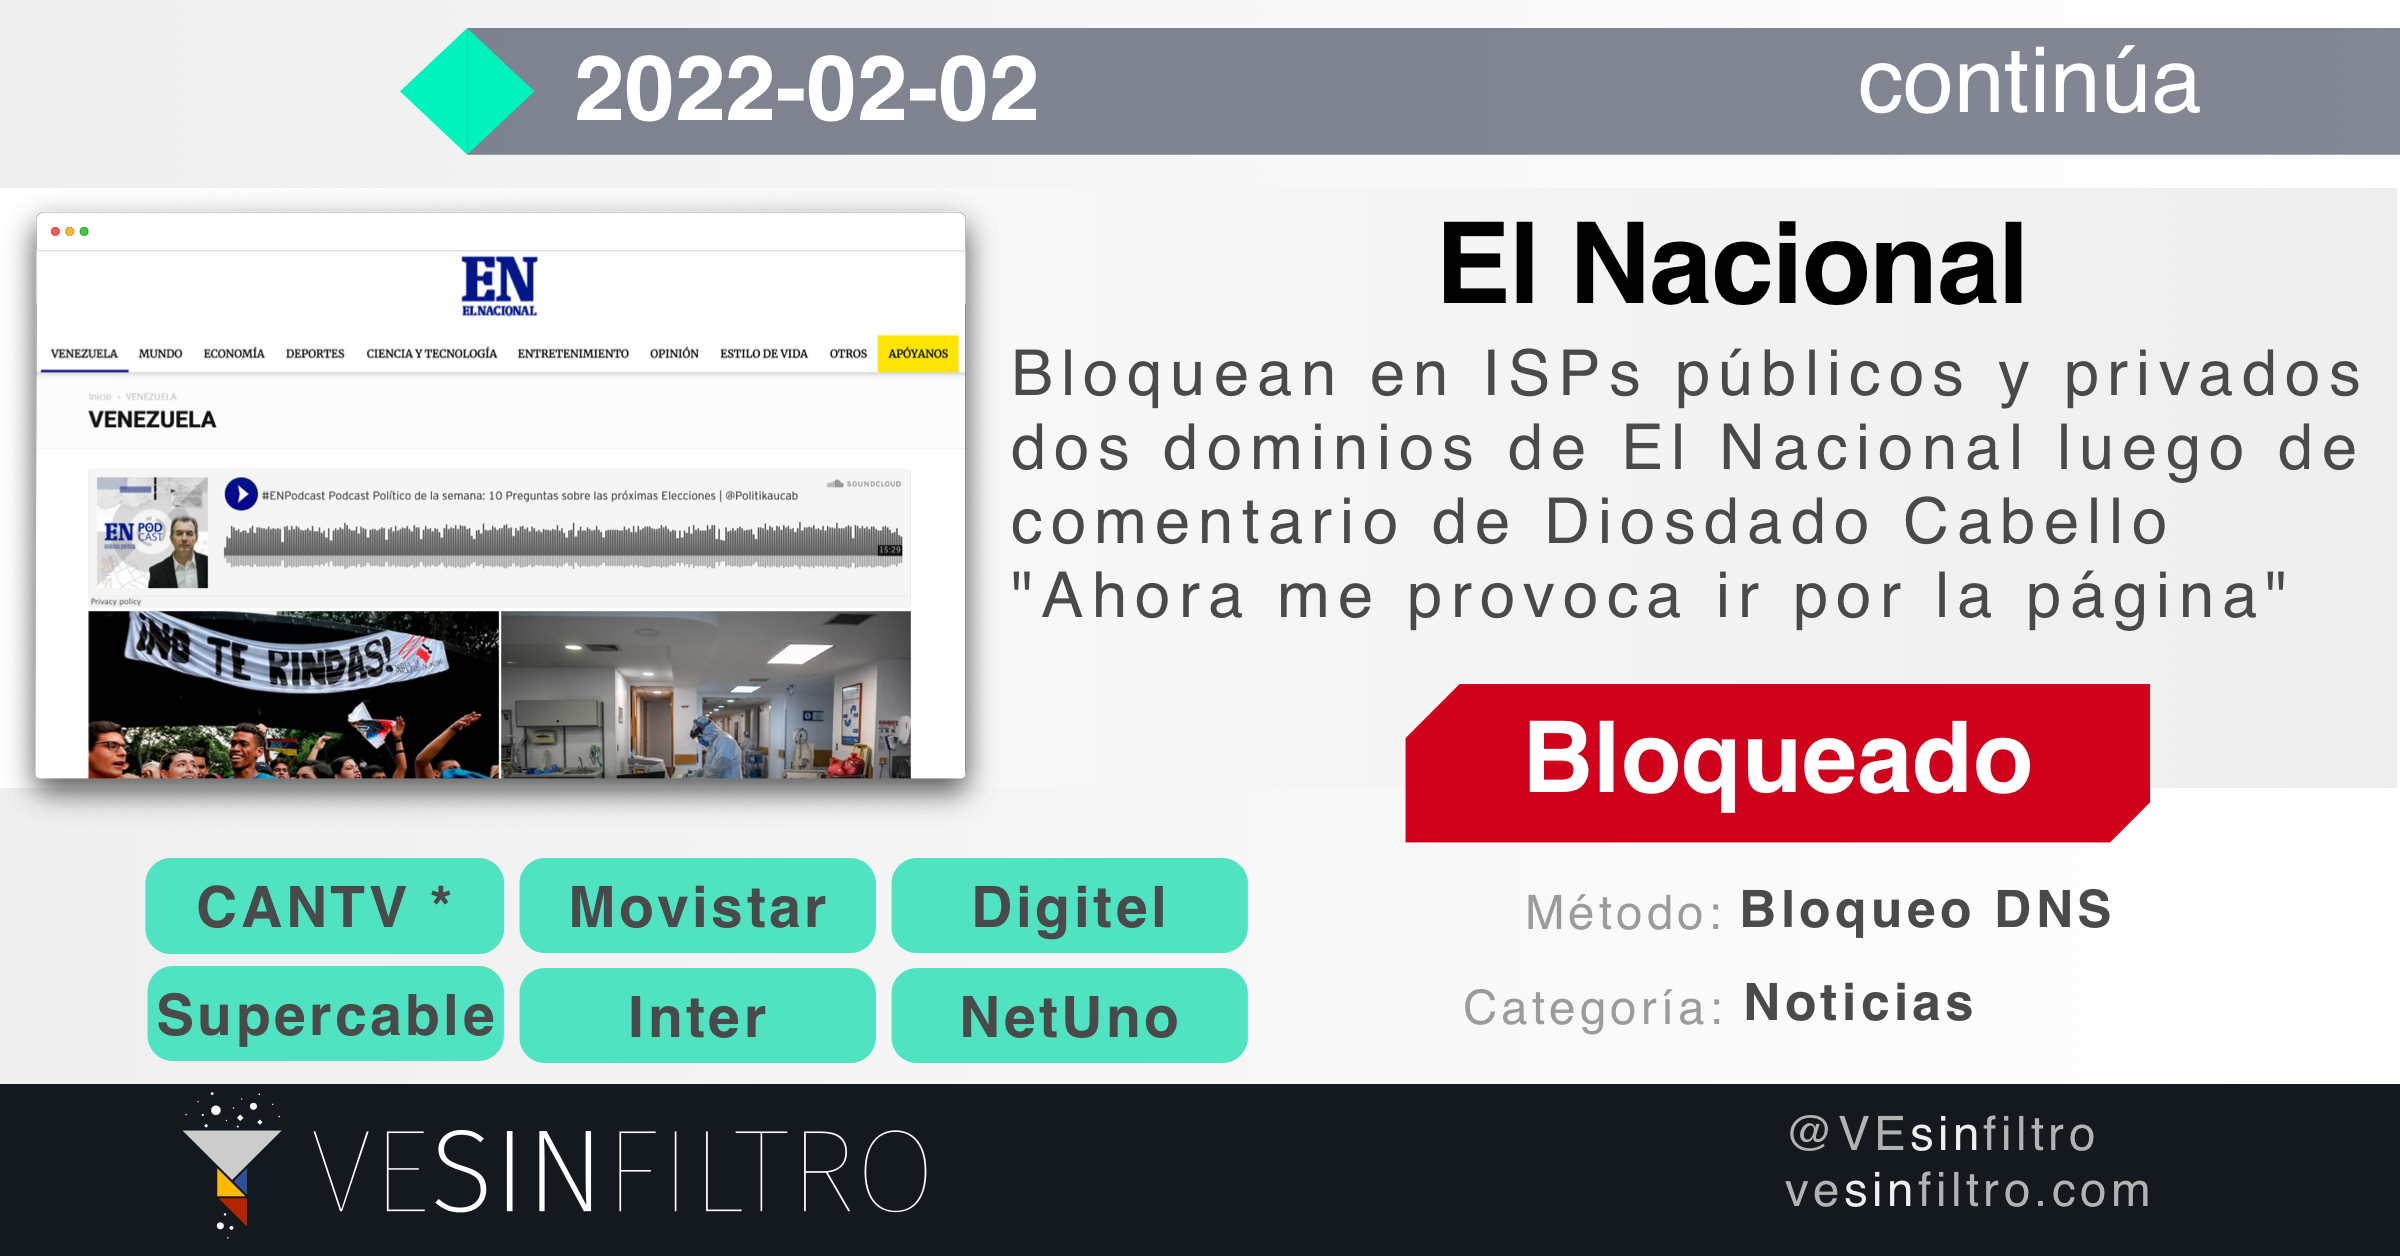 2022-02-02
continúa
EN
EL NACIONAL
VENEZUELA MUNDO ECONOMÍA DEPORTES CIENCIA Y TECNOLOGÍA ENTRETENIMIENTO OPINIÓN ESTILO DE VIDA OTROS APÓYANOS
Inicio › VENEZUELA
VENEZUELA
SOUNDCLOUD
#ENPodcast Podcast Político de la semana: 10 Preguntas sobre las próximas Elecciones | @Politikaucab
EN POD
CAST
15:29
Privacy policy
¡NO TE RINDAS!
El Nacional
Bloquean en ISPs públicos y privados
dos dominios de El Nacional luego de
comentario de Diosdado Cabello
"Ahora me provoca ir por la página"
Bloqueado
CANTV * Movistar Digitel
Supercable Inter NetUno
Método: Bloqueo DNS
Categoría: Noticias
VESINFILTRO
@VEsinfiltro
vesinfiltro.com